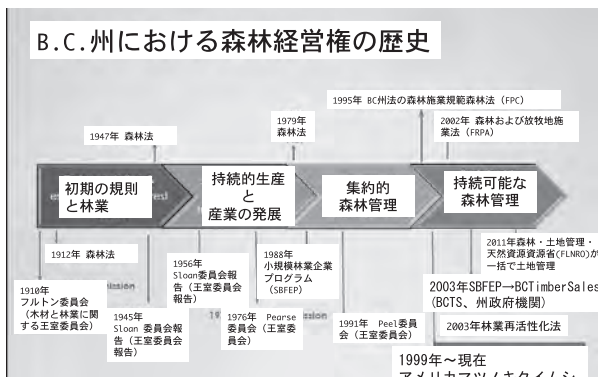 B.C.州における森林経営権の歴史
1995年 BC州法の森林施業規範森林法（FPC）
1979年
森林法
2002年 森林および放牧地施
業法（FRPA）
1947年 森林法
初期の規則
と林業
持続的生産と
産業の発展
集約的
森林管理
持続可能な
森林管理
1912年 森林法
1910年
フルトン委員会
（木材と林業に関
する王室委員会）
1945年
Sloan 委員会報
告（王室委員会
報告）
1956年
Sloan委員会報
告（王室委員会
報告）
1976年 Pearse
委員会（王室委
員会）
1988年
小規模林業企業
プログラム
（SBFEP）
1991年 Peel委員
会（王室委員会）
2011年森林・土地管理・
天然資源資源省(FLNRO)が
一括で土地管理
2003年SBFEP→BCTimberSales
(BCTS、州政府機関)
2003年林業再活性化法
1999年～現在
アメリカマツノキクイムシ